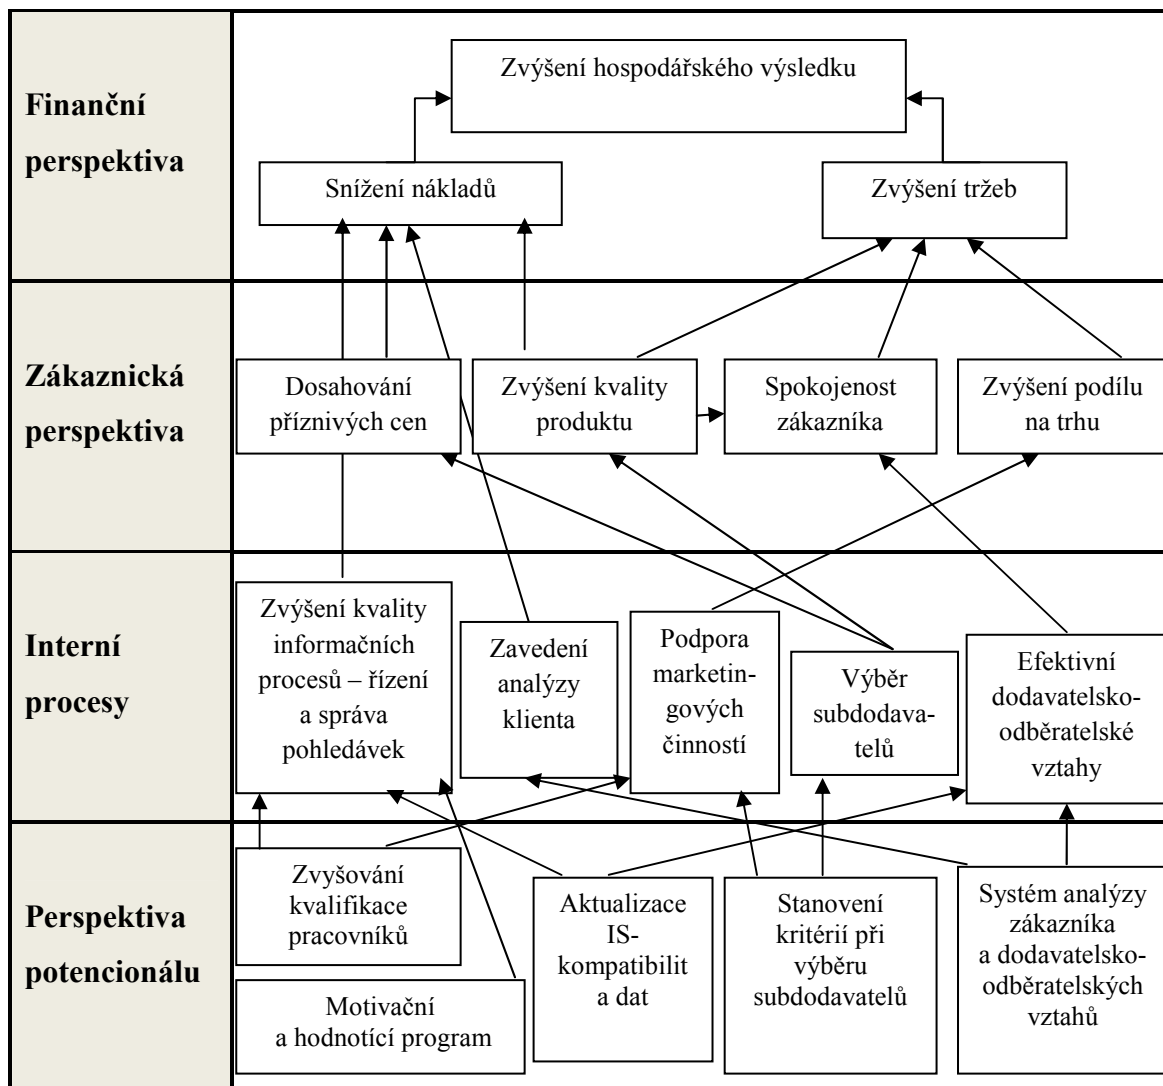 Finanční
perspektiva
Zvýšení hospodářského výsledku
Snížení nákladů
Zvýšení tržeb
Zákaznická
perspektiva
Dosahování
příznivých cen
Zvýšení kvality
produktu
Spokojenost
zákazníka
Zvýšení podílu
na trhu
Interní
procesy
Zvýšení kvality
informačních
procesů – řízení
a správa
pohledávek
Zavedení
analýzy
klienta
Podpora
marketin-
gových
činností
Výběr
subdodava-
telů
Efektivní
dodavatelsko-
odběratelské
vztahy
Perspektiva
potencionálu
Zvyšování
kvalifikace
pracovníků
Motivační
a hodnotící program
Aktualizace
IS-
kompatibilit
a dat
Stanovení
kritérií při
výběru
subdodavatelů
Systém analýzy
zákazníka
a dodavatelsko-
odběratelských
vztahů